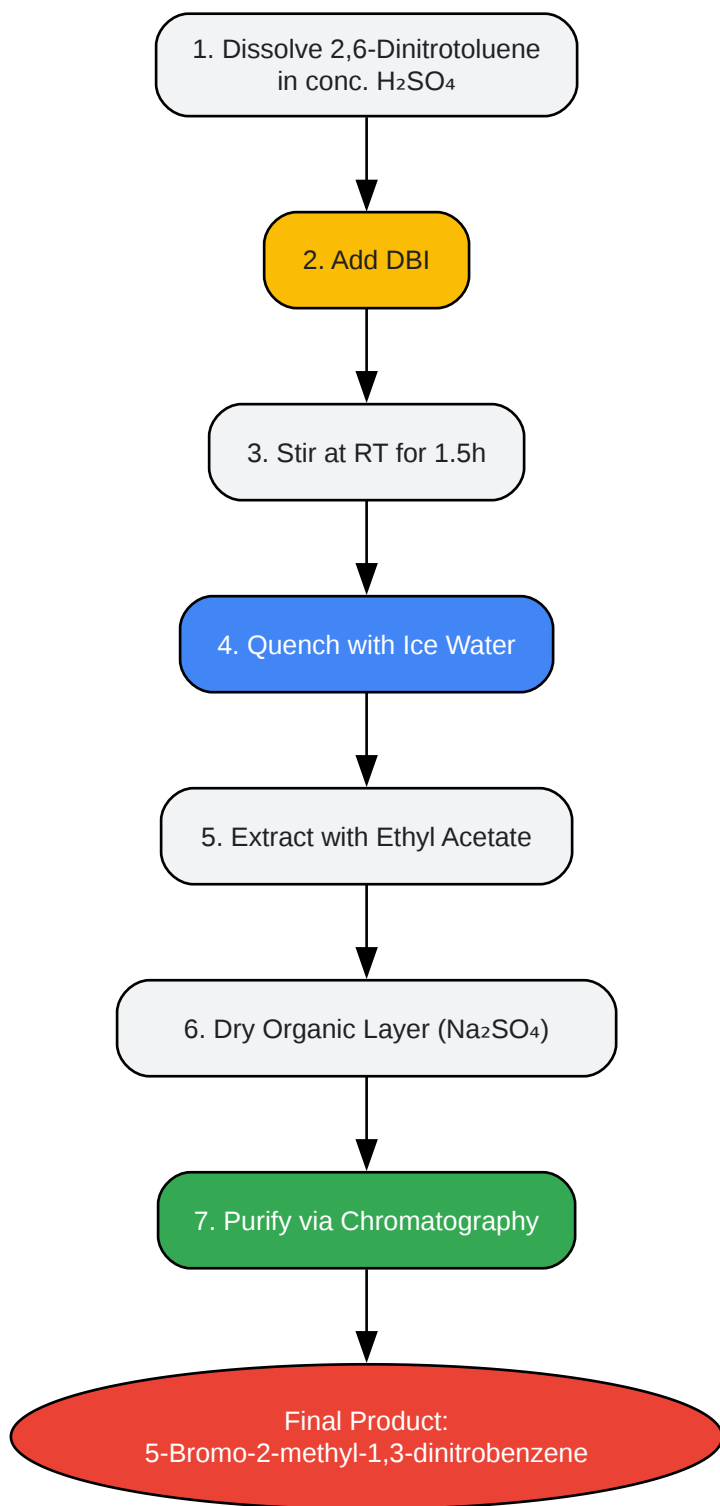 1. Dissolve 2,6-Dinitrotoluene
in conc. H₂SO₄
2. Add DBI
3. Stir at RT for 1.5h
4. Quench with Ice Water
5. Extract with Ethyl Acetate
6. Dry Organic Layer (Na₂SO₄)
7. Purify via Chromatography
Final Product:
5-Bromo-2-methyl-1,3-dinitrobenzene